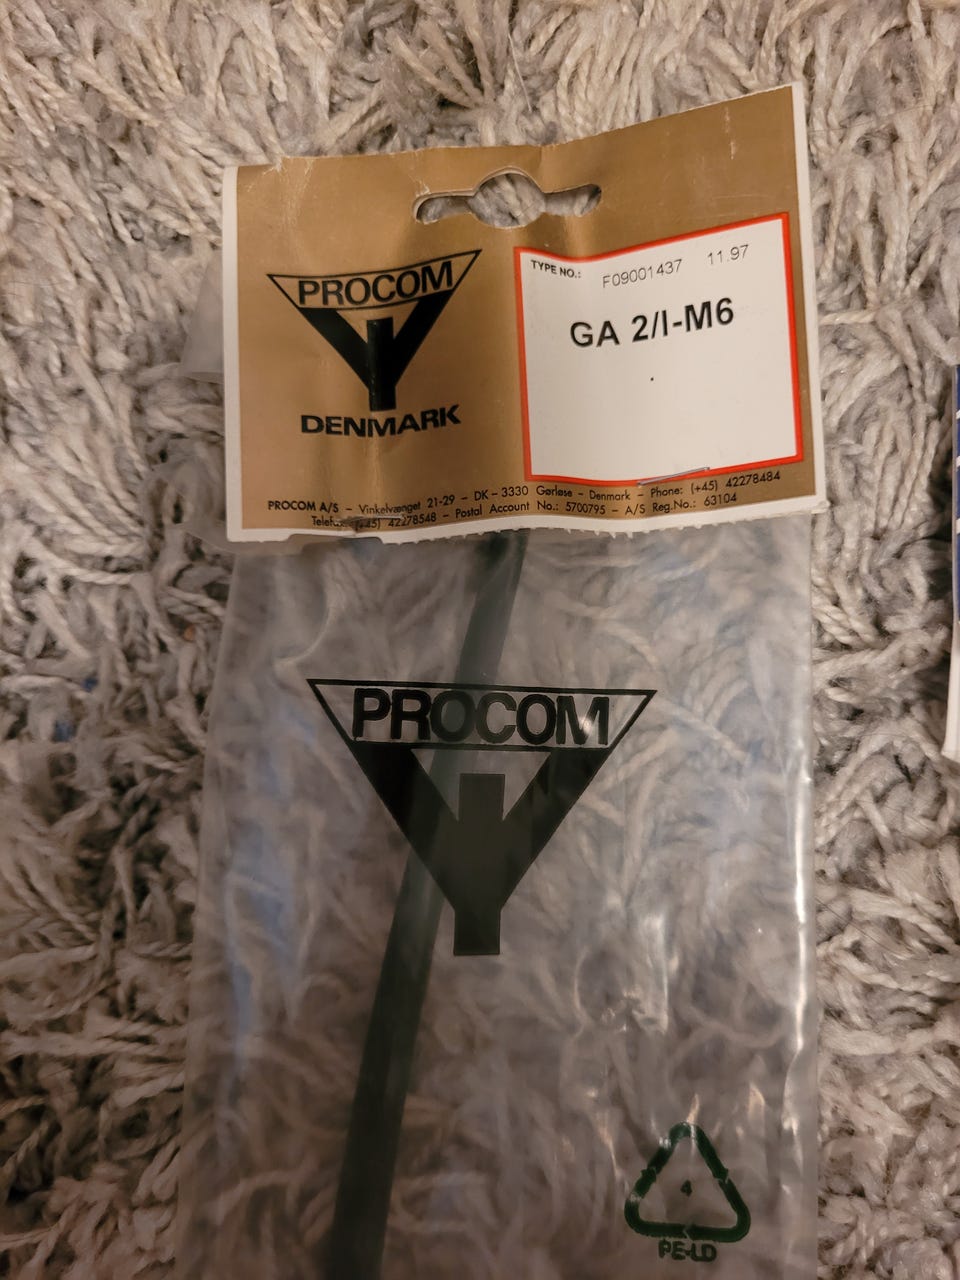 PROCOM
DENMARK
TYPE NO.: F09001437 11.97
GA 2/I-M6
PROCOM A/S – Vinkelvænget 21-29 – DK – 3330 Gørløse – Denmark – Phone: (+45) 42278484
(+45) 42278548 – Postal Account No.: 5700795 – A/S Reg.No.: 63104
PROCOM
4
PE-LD